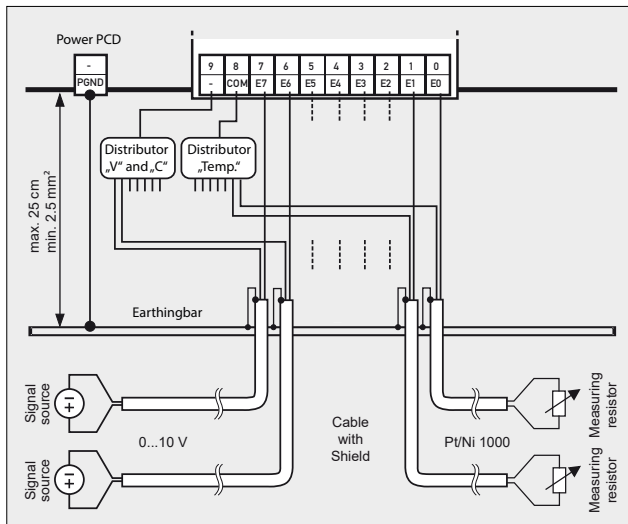 Power PCD
-
PGND
9 8 7 6 5 4 3 2 1 0
- COM E7 E6 E5 E4 E3 E2 E1 E0
Distributor
„V“ and „C“
Distributor
„Temp.“
max. 25 cm
min. 2.5 mm²
Earthingbar
Signal
source
0...10 V
Cable
with
Shield
Pt/Ni 1000
Measuring
resistor
Signal
source
Measuring
resistor